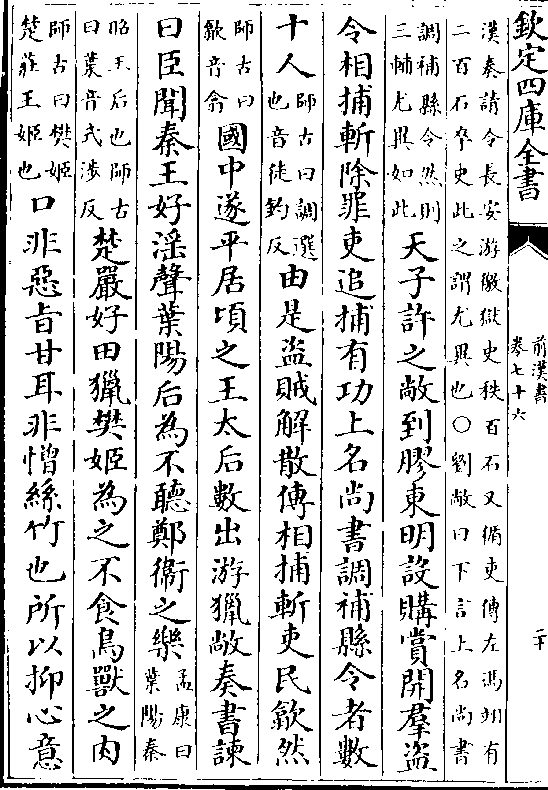 欽定四庫全書
前漢書
卷七十六
二十
漢奏請令長安游徼獄吏秩百石又循吏傳左馮翊有
二百石卒史此之謂尤異也○劉敞曰下言上名尚書
調補縣令然則
三輔尤異如此
天子許之敞到膠東明設購賞開羣盜
令相捕斬除罪吏追捕有功上名尚書調補縣令者數
十人
師古曰調選
也音徒釣反
由是盜賊解散傳相捕斬吏民歙然
師古曰
歙音翕
國中遂平居頃之王太后數出游獵敞奏書諫
曰臣聞秦王好淫聲葉陽后為不聽鄭衞之樂
孟康曰
葉陽秦
昭王后也師古
曰葉音式涉反
楚嚴好田獵樊姬為之不食鳥獸之肉
師古曰樊姬
楚莊王姬也
口非惡旨甘耳非憎絲竹也所以抑心意